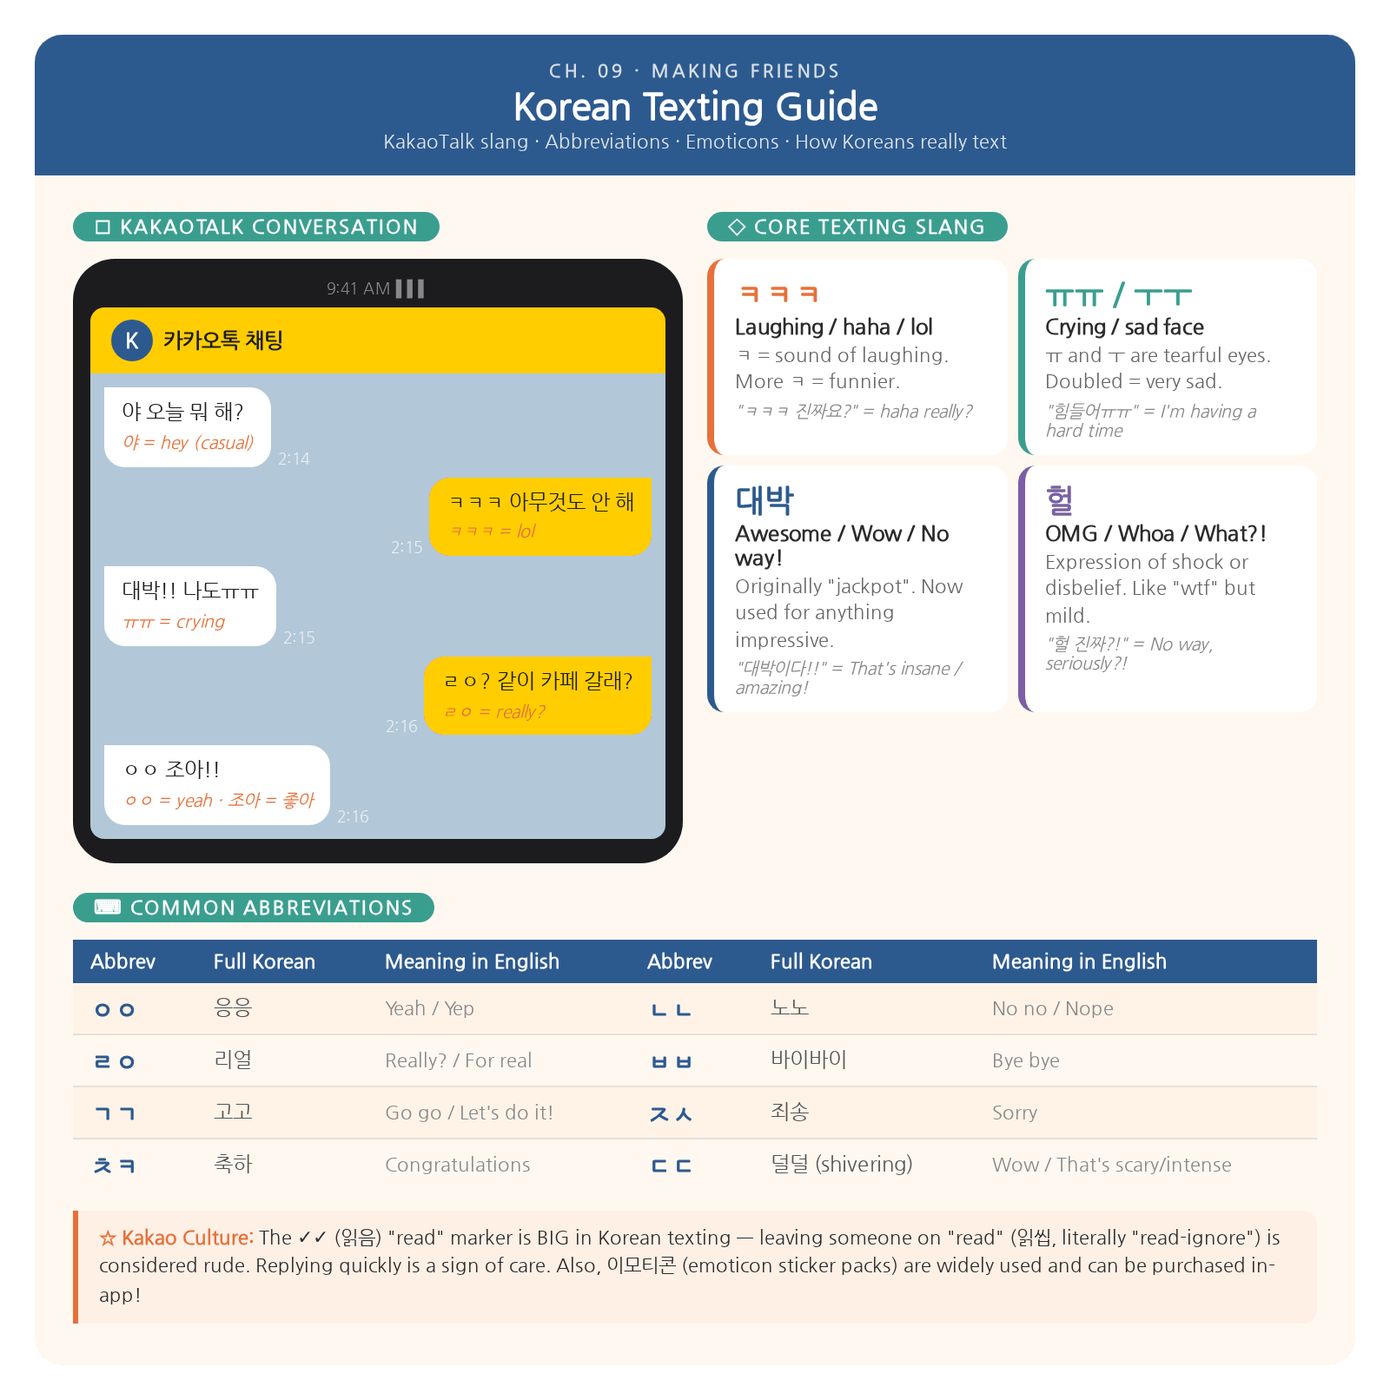 CH. 09 · MAKING FRIENDS
Korean Texting Guide
KakaoTalk slang · Abbreviations · Emoticons · How Koreans really text
□ KAKAOTALK CONVERSATION
9:41 AM ▌▌▌
K 카카오톡 채팅
야 오늘 뭐 해?
야 = hey (casual)
2:14
ㅋㅋㅋ 아무것도 안 해
ㅋㅋㅋ = lol
2:15
대박!! 나도ㅠㅠ
ㅠㅠ = crying
2:15
ㄹㅇ? 같이 카페 갈래?
ㄹㅇ = really?
2:16
ㅇㅇ 조아!!
ㅇㅇ = yeah · 조아 = 좋아
2:16
◇ CORE TEXTING SLANG
ㅋㅋㅋ
Laughing / haha / lol
ㅋ = sound of laughing.
More ㅋ = funnier.
"ㅋㅋㅋ 진짜요?" = haha really?
ㅠㅠ / ㅜㅜ
Crying / sad face
ㅠ and ㅜ are tearful eyes.
Doubled = very sad.
"힘들어ㅠㅠ" = I'm having a
hard time
대박
Awesome / Wow / No
way!
Originally "jackpot". Now
used for anything
impressive.
"대박이다!!" = That's insane /
amazing!
헐
OMG / Whoa / What?!
Expression of shock or
disbelief. Like "wtf" but
mild.
"헐 진짜?!" = No way,
seriously?!
⌨ COMMON ABBREVIATIONS
Abbrev Full Korean Meaning in English Abbrev Full Korean Meaning in English
ㅇㅇ 응응 Yeah / Yep ㄴㄴ 노노 No no / Nope
ㄹㅇ 리얼 Really? / For real ㅂㅂ 바이바이 Bye bye
ㄱㄱ 고고 Go go / Let's do it! ㅈㅅ 죄송 Sorry
ㅊㅋ 축하 Congratulations ㄷㄷ 덜덜 (shivering) Wow / That's scary/intense
☆ Kakao Culture: The ✓✓ (읽음) "read" marker is BIG in Korean texting — leaving someone on "read" (읽씹, literally "read-ignore") is
considered rude. Replying quickly is a sign of care. Also, 이모티콘 (emoticon sticker packs) are widely used and can be purchased in-
app!